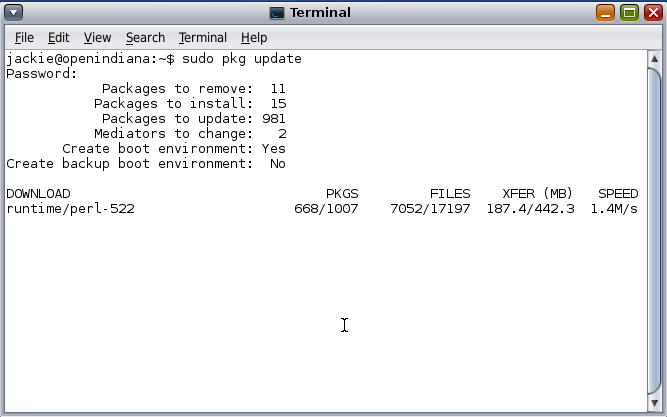 Terminal
File Edit View Search Terminal Help
jackie@openindiana:~$ sudo pkg update
Password:
Packages to remove: 11
Packages to install: 15
Packages to update: 981
Mediators to change: 2
Create boot environment: Yes
Create backup boot environment: No
DOWNLOAD PKGS FILES XFER (MB) SPEED
runtime/perl-522 668/1007 7052/17197 187.4/442.3 1.4M/s